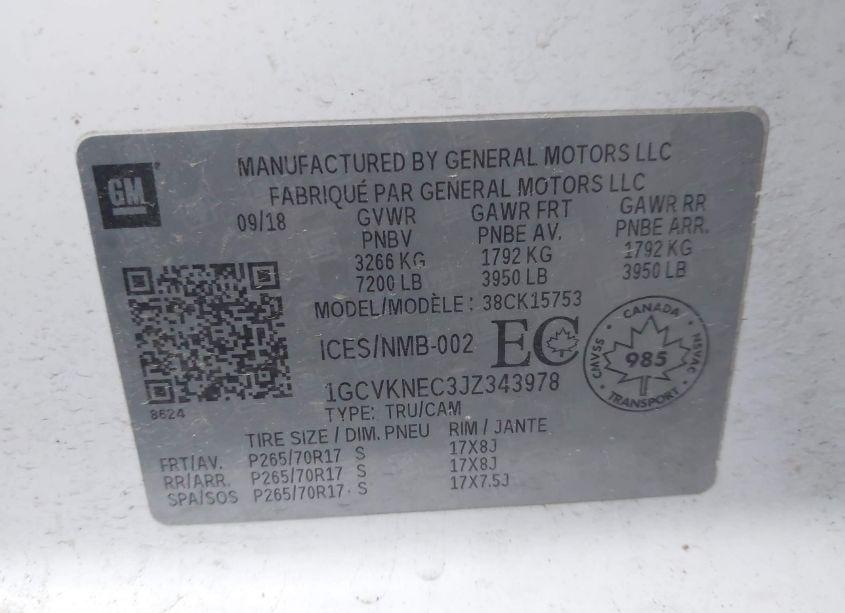 GM
MANUFACTURED BY GENERAL MOTORS LLC
FABRIQUÉ PAR GENERAL MOTORS LLC
09/18 GVWR GAWR FRT GAWR RR
PNBV PNBE AV. PNBE ARR.
3266 KG 1792 KG 1792 KG
7200 LB 3950 LB 3950 LB
MODEL/MODÈLE: 38CK15753
ICES/NMB-002 EC
CANADA
CMVSS 985 NSVAC
TRANSPORT
1GCVKNEC3JZ343978
8624
TYPE: TRU/CAM
TIRE SIZE / DIM. PNEU RIM / JANTE
FRT/AV. P265/70R17 S 17X8J
RR/ARR. P265/70R17 S 17X8J
SPA/SOS P265/70R17 S 17X7.5J